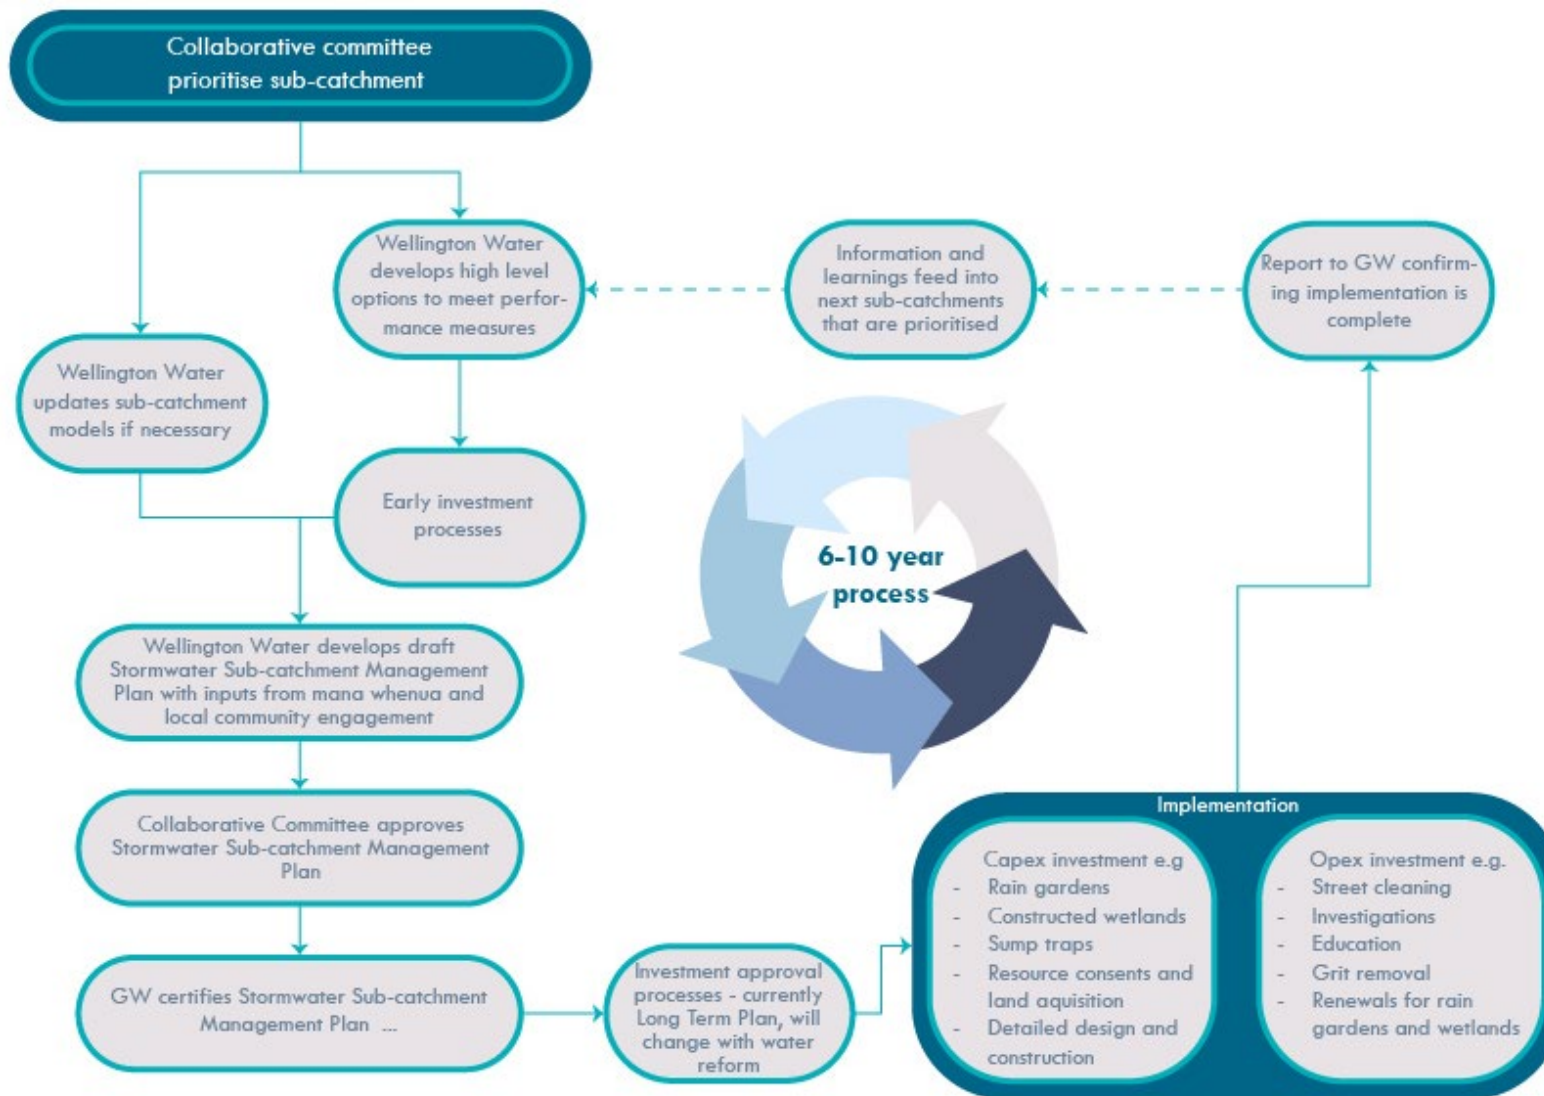 Collaborative committee
prioritise sub-catchment
Wellington Water
develops high level
options to meet perfor-
mance measures
Information and
learnings feed into
next sub-catchments
that are prioritised
Report to GW confirm-
ing implementation is
complete
Wellington Water
updates sub-catchment
models if necessary
Early investment
processes
6-10 year
process
Wellington Water develops draft
Stormwater Sub-catchment Management
Plan with inputs from mana whenua and
local community engagement
Collaborative Committee approves
Stormwater Sub-catchment Management
Plan
GW certifies Stormwater Sub-catchment
Management Plan ...
Investment approval
processes - currently
Long Term Plan, will
change with water
reform
Implementation
Capex investment e.g
- Rain gardens
- Constructed wetlands
- Sump traps
- Resource consents and
land aquisition
- Detailed design and
construction
Opex investment e.g.
- Street cleaning
- Investigations
- Education
- Grit removal
- Renewals for rain
gardens and wetlands